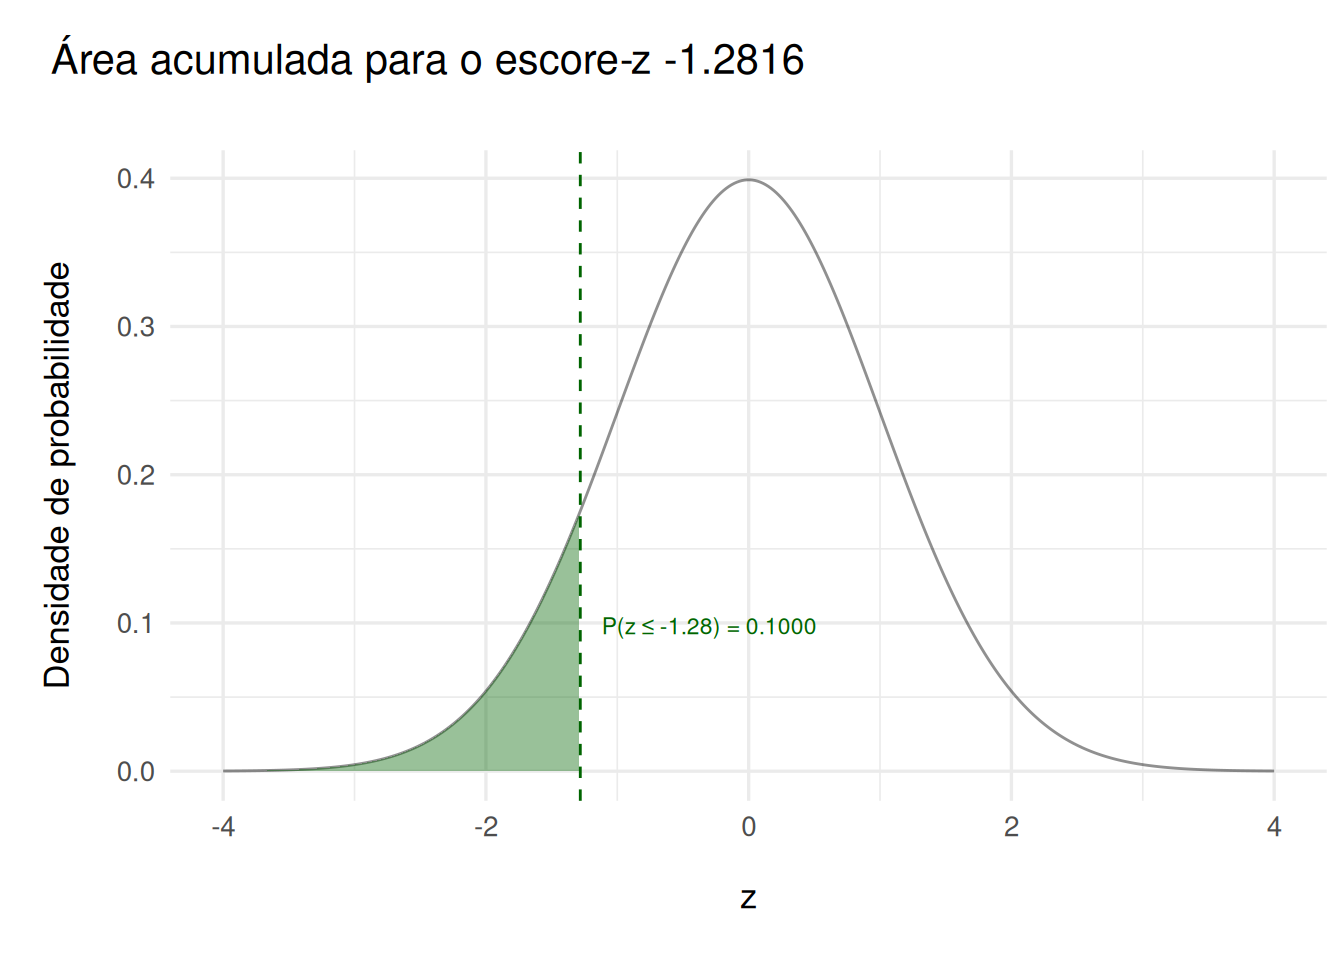 Área acumulada para o escore-z -1.2816
Densidade de probabilidade
0.4
0.3
0.2
0.1
0.0
P(z ≤ -1.28) = 0.1000
-4
-2
0
2
4
z